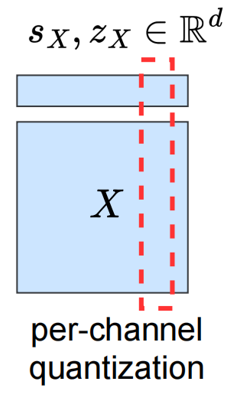 s_X, z_X ∈ ℝ^d
X
per-channel
quantization